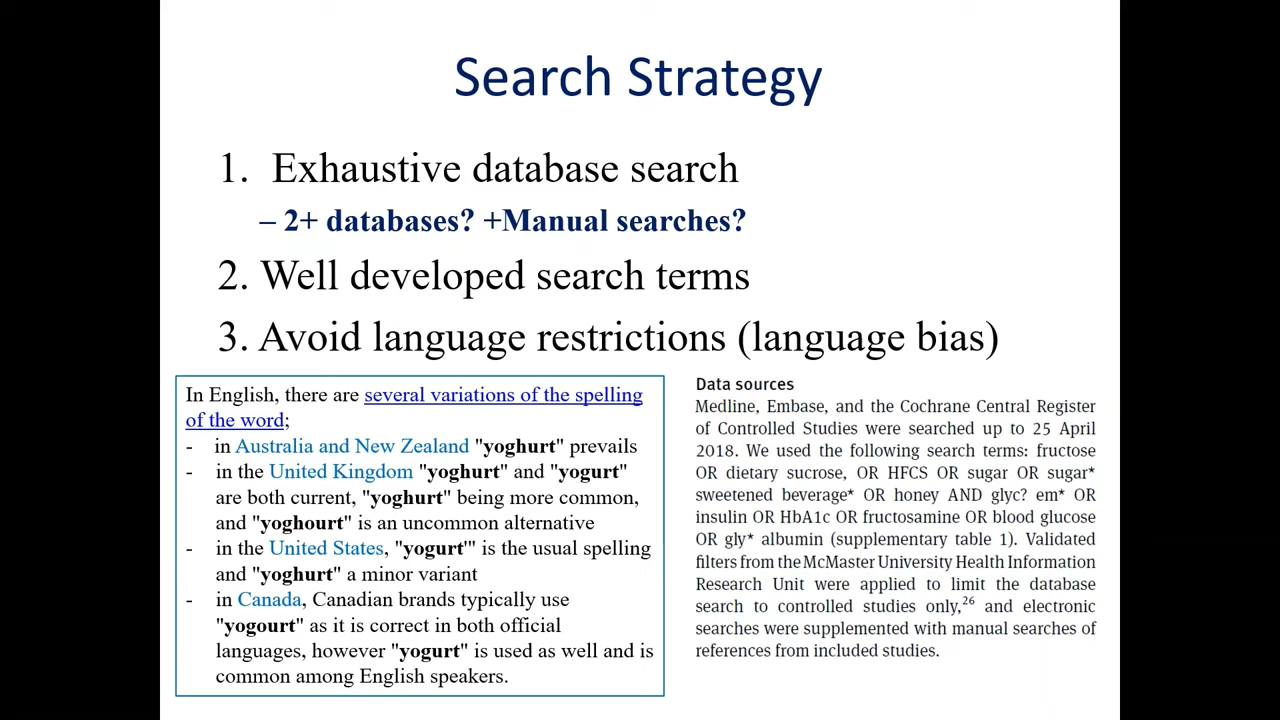 Search Strategy
1. Exhaustive database search
– 2+ databases? +Manual searches?
2. Well developed search terms
3. Avoid language restrictions (language bias)
In English, there are several variations of the spelling
of the word;
- in Australia and New Zealand "yoghurt" prevails
- in the United Kingdom "yoghurt" and "yogurt"
are both current, "yoghurt" being more common,
and "yoghourt" is an uncommon alternative
- in the United States, "yogurt'" is the usual spelling
and "yoghurt" a minor variant
- in Canada, Canadian brands typically use
"yogourt" as it is correct in both official
languages, however "yogurt" is used as well and is
common among English speakers.
Data sources
Medline, Embase, and the Cochrane Central Register
of Controlled Studies were searched up to 25 April
2018. We used the following search terms: fructose
OR dietary sucrose, OR HFCS OR sugar OR sugar*
sweetened beverage* OR honey AND glyc? em* OR
insulin OR HbA1c OR fructosamine OR blood glucose
OR gly* albumin (supplementary table 1). Validated
filters from the McMaster University Health Information
Research Unit were applied to limit the database
search to controlled studies only,26 and electronic
searches were supplemented with manual searches of
references from included studies.